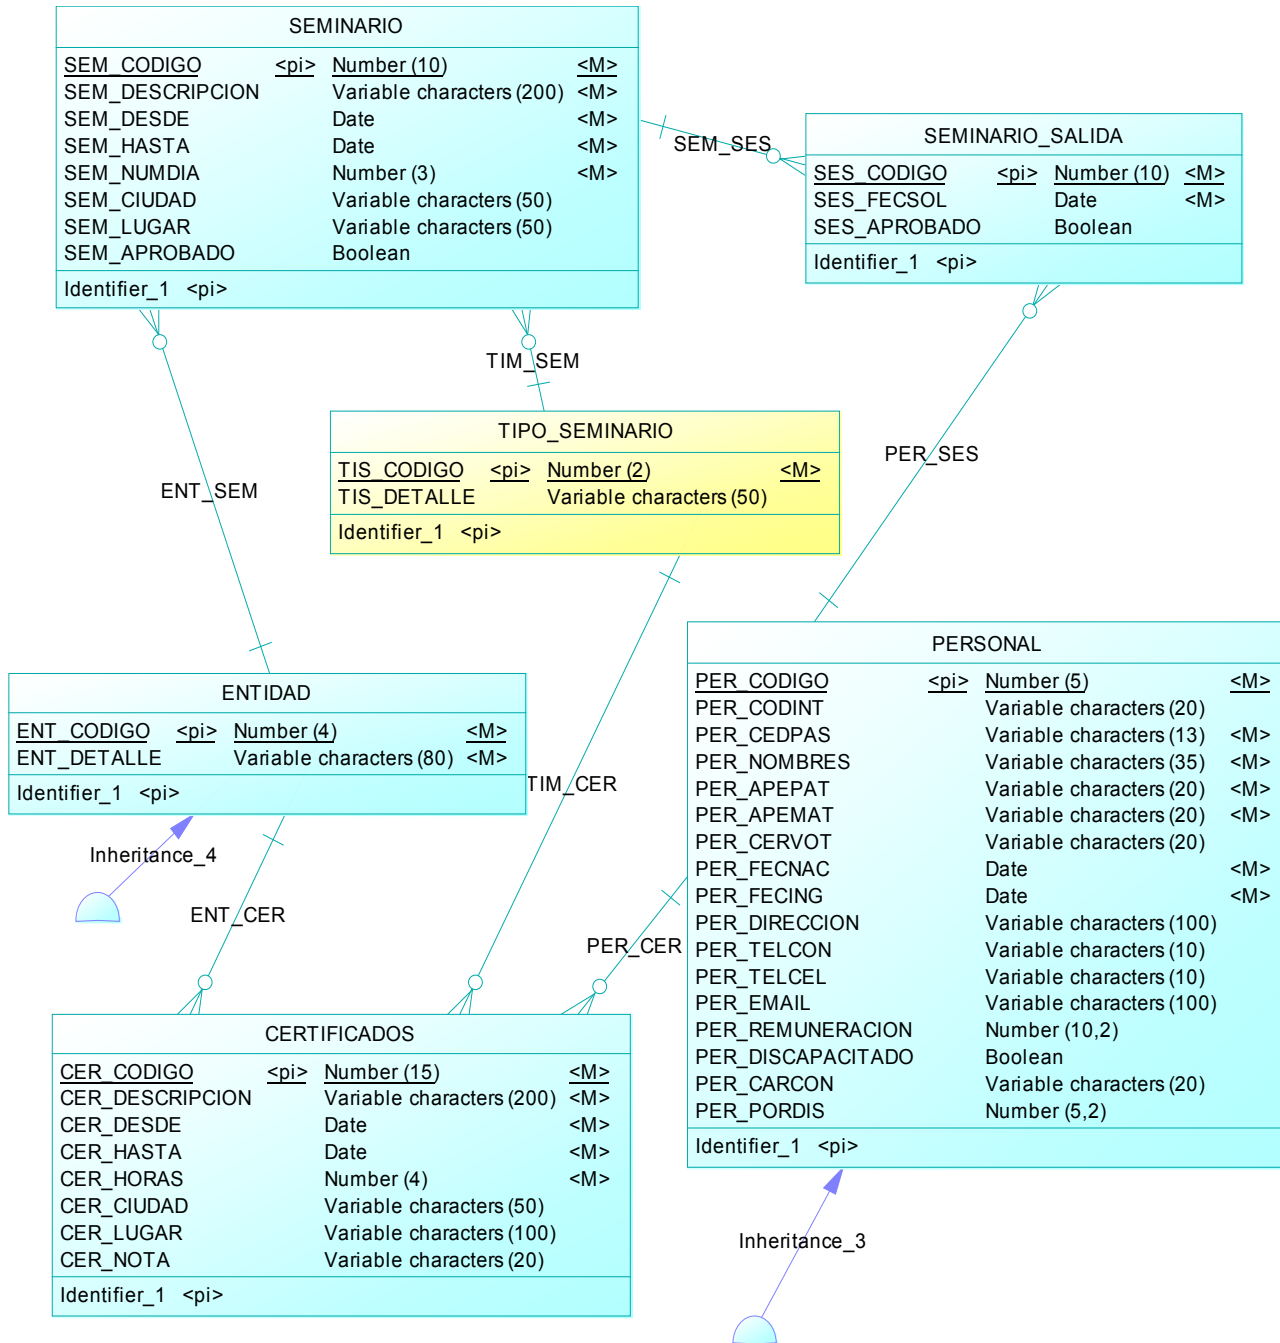 SEMINARIO
SEM_CODIGO <pi> Number (10) <M>
SEM_DESCRIPCION Variable characters (200) <M>
SEM_DESDE Date <M>
SEM_HASTA Date <M>
SEM_NUMDIA Number (3) <M>
SEM_CIUDAD Variable characters (50)
SEM_LUGAR Variable characters (50)
SEM_APROBADO Boolean
Identifier_1 <pi>
SEM_SES
SEMINARIO_SALIDA
SES_CODIGO <pi> Number (10) <M>
SES_FECSOL Date <M>
SES_APROBADO Boolean
Identifier_1 <pi>
TIM_SEM
TIPO_SEMINARIO
TIS_CODIGO <pi> Number (2) <M>
TIS_DETALLE Variable characters (50)
Identifier_1 <pi>
PER_SES
ENT_SEM
ENTIDAD
ENT_CODIGO <pi> Number (4) <M>
ENT_DETALLE Variable characters (80) <M>
Identifier_1 <pi>
TIM_CER
Inheritance_4
ENT_CER
PER_CER
PERSONAL
PER_CODIGO <pi> Number (5) <M>
PER_CODINT Variable characters (20)
PER_CEDPAS Variable characters (13) <M>
PER_NOMBRES Variable characters (35) <M>
PER_APEPAT Variable characters (20) <M>
PER_APEMAT Variable characters (20) <M>
PER_CERVOT Variable characters (20)
PER_FECNAC Date <M>
PER_FECING Date <M>
PER_DIRECCION Variable characters (100)
PER_TELCON Variable characters (10)
PER_TELCEL Variable characters (10)
PER_EMAIL Variable characters (100)
PER_REMUNERACION Number (10,2)
PER_DISCAPACITADO Boolean
PER_CARCON Variable characters (20)
PER_PORDIS Number (5,2)
Identifier_1 <pi>
CERTIFICADOS
CER_CODIGO <pi> Number (15) <M>
CER_DESCRIPCION Variable characters (200) <M>
CER_DESDE Date <M>
CER_HASTA Date <M>
CER_HORAS Number (4) <M>
CER_CIUDAD Variable characters (50)
CER_LUGAR Variable characters (100)
CER_NOTA Variable characters (20)
Identifier_1 <pi>
Inheritance_3